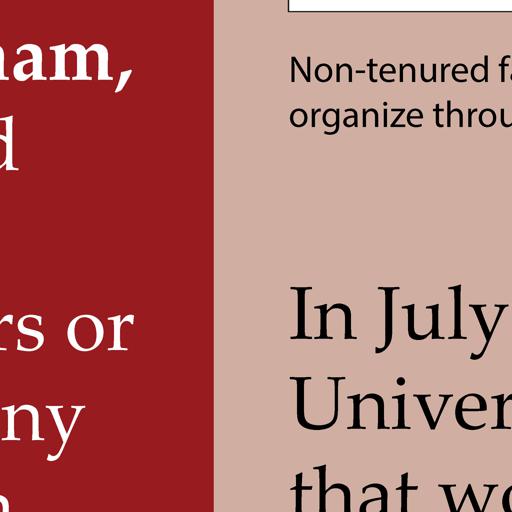 ham,
d
rs or
ny
Non-tenured fa
organize throu
In July
Univer
that wo